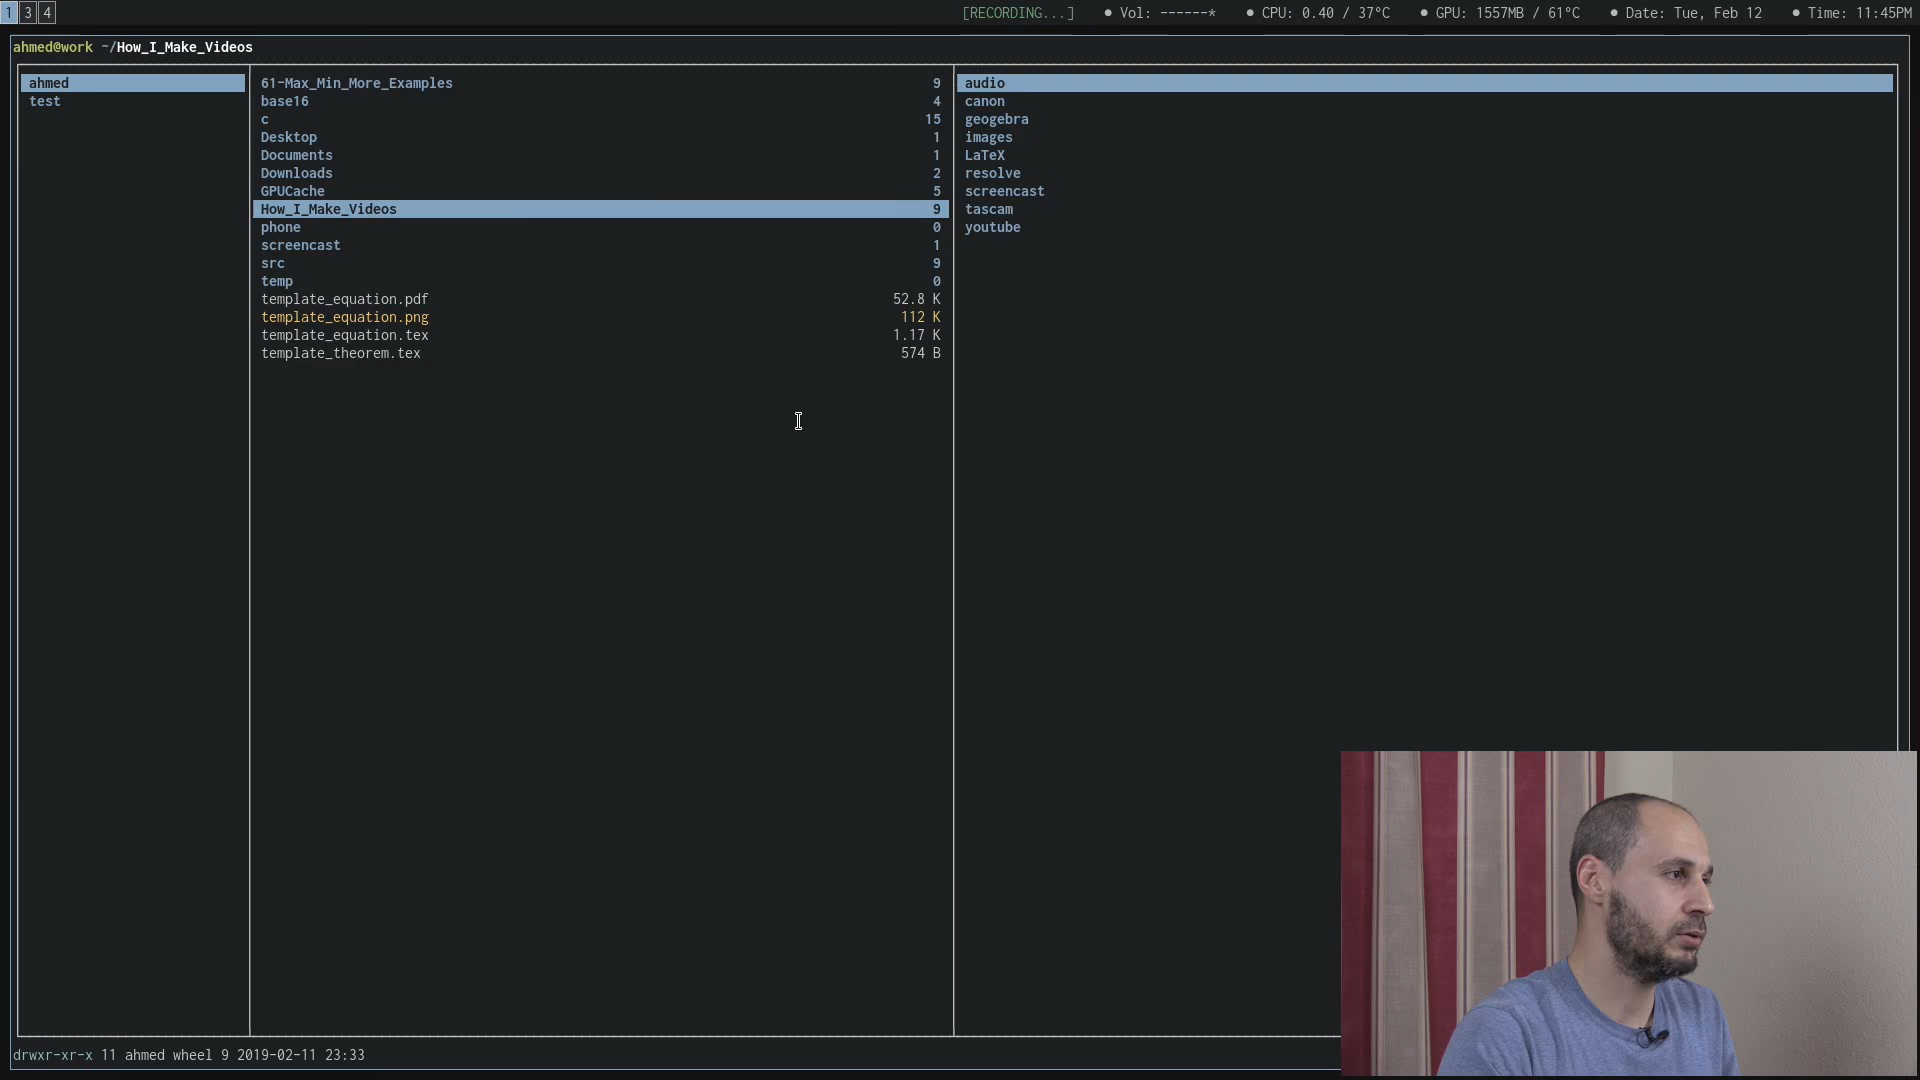 1 3 4 [RECORDING...] ● Vol: ------* ● CPU: 0.40 / 37°C ● GPU: 1557MB / 61°C ● Date: Tue, Feb 12 ● Time: 11:45PM
ahmed@work ~/How_I_Make_Videos
ahmed
test
61-Max_Min_More_Examples 9
base16 4
c 15
Desktop 1
Documents 1
Downloads 2
GPUCache 5
How_I_Make_Videos 9
phone 0
screencast 1
src 9
temp 0
template_equation.pdf 52.8 K
template_equation.png 112 K
template_equation.tex 1.17 K
template_theorem.tex 574 B
audio
canon
geogebra
images
LaTeX
resolve
screencast
tascam
youtube
drwxr-xr-x 11 ahmed wheel 9 2019-02-11 23:33